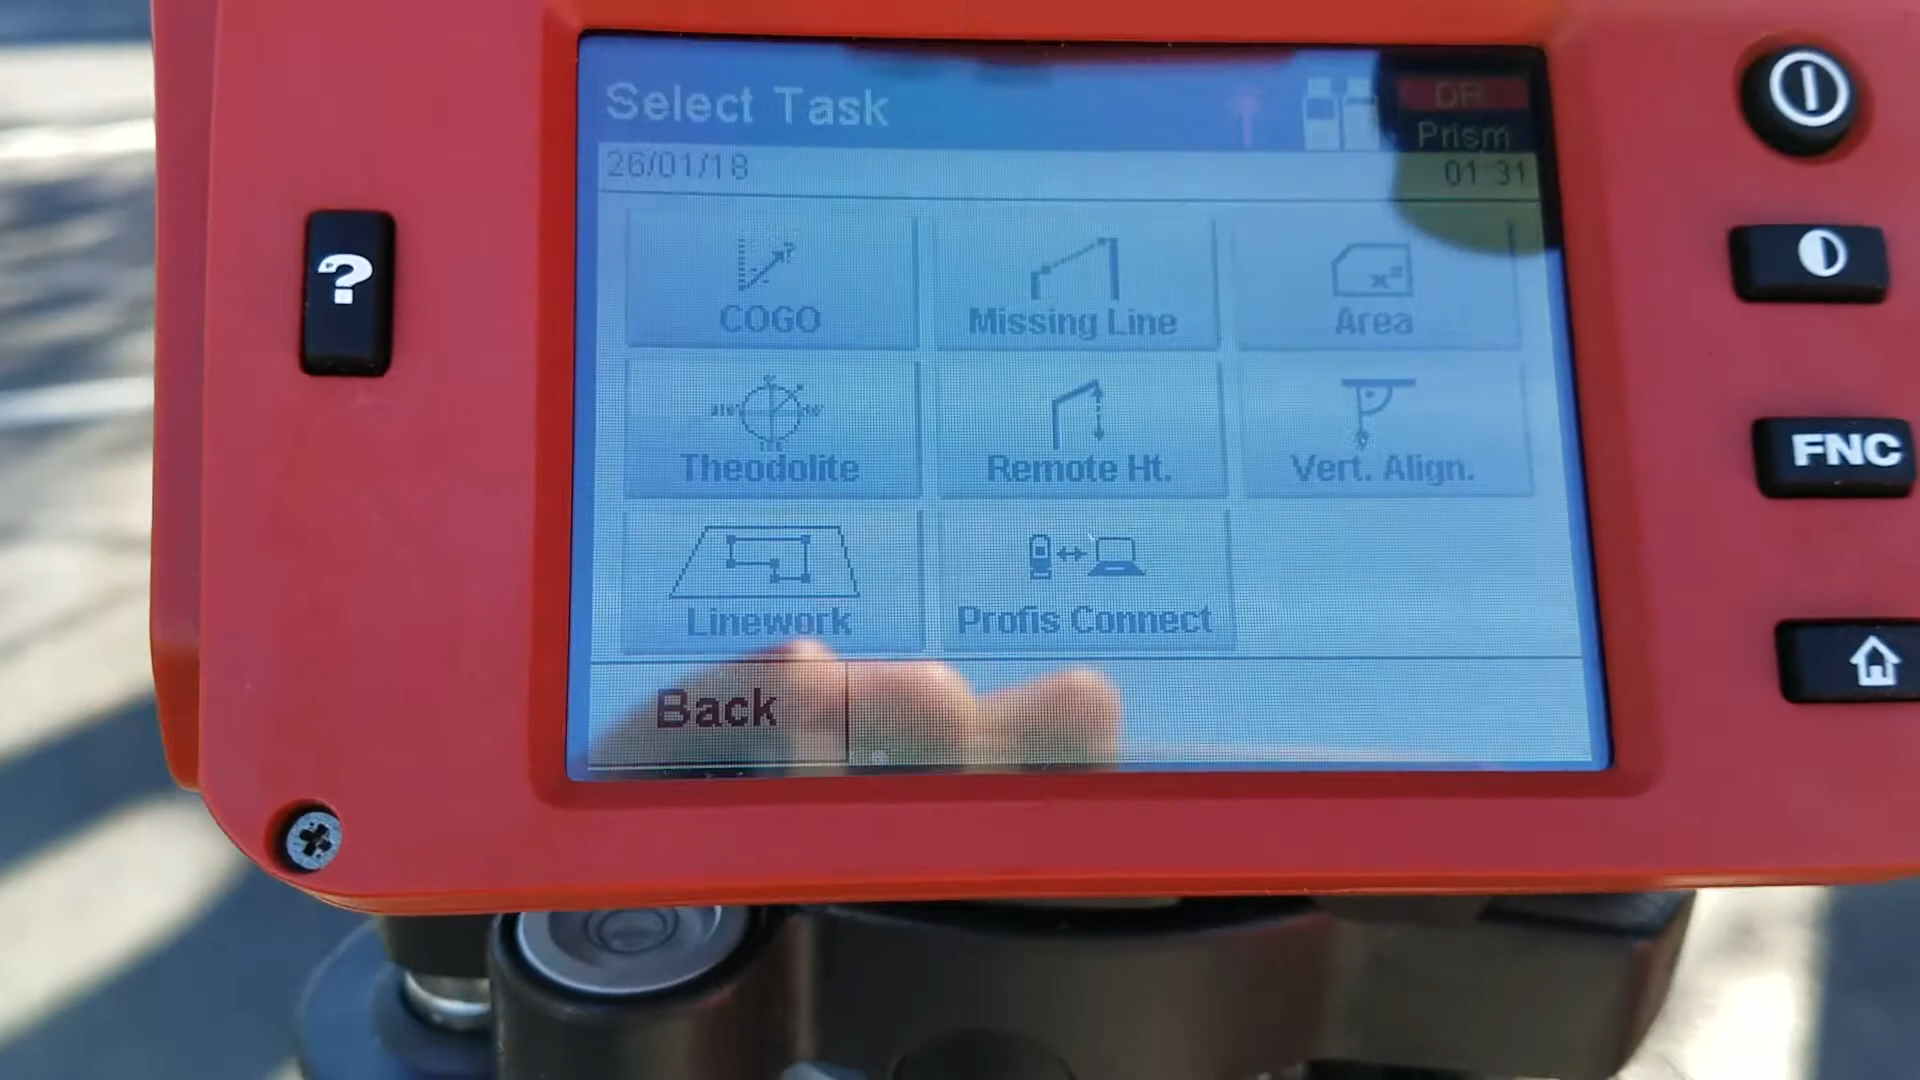 Select Task
DR
Prism
26/01/18
01 31
COGO
Missing Line
Area
Theodolite
Remote Ht.
Vert. Align.
Linework
Profis Connect
Back
?
FNC